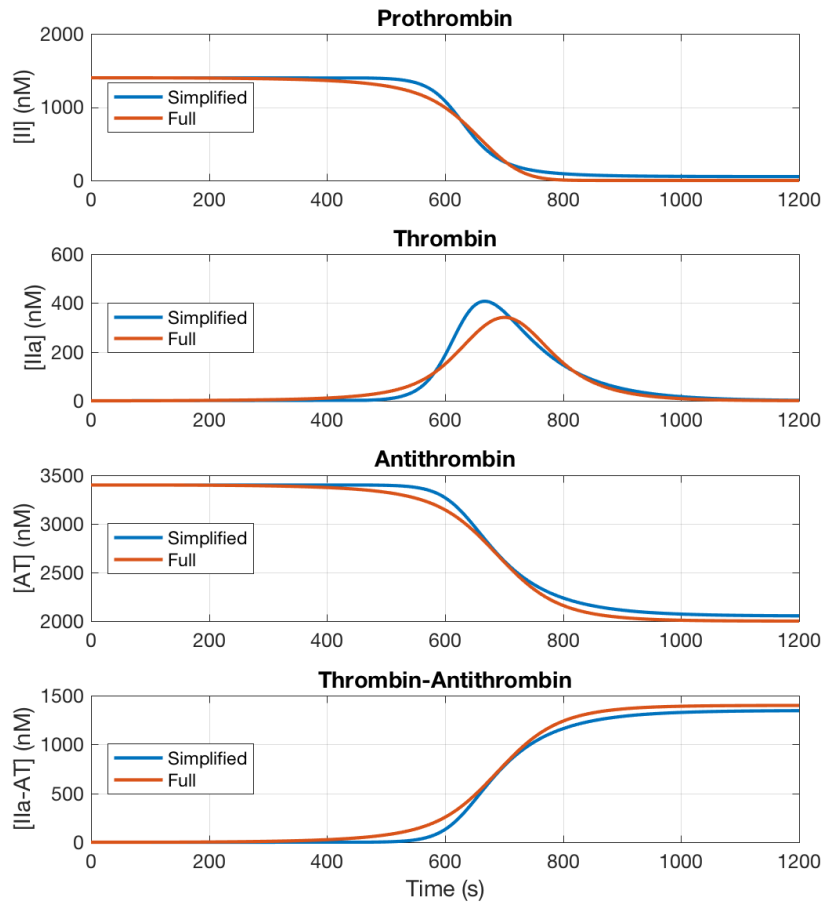 Prothrombin
2000
1000
0
[II] (nM)
Simplified
Full
0 200 400 600 800 1000 1200
Thrombin
600
400
200
0
[IIa] (nM)
Simplified
Full
0 200 400 600 800 1000 1200
Antithrombin
3500
3000
2500
2000
[AT] (nM)
Simplified
Full
0 200 400 600 800 1000 1200
Thrombin-Antithrombin
1500
1000
500
0
[IIa-AT] (nM)
Simplified
Full
0 200 400 600 800 1000 1200
Time (s)